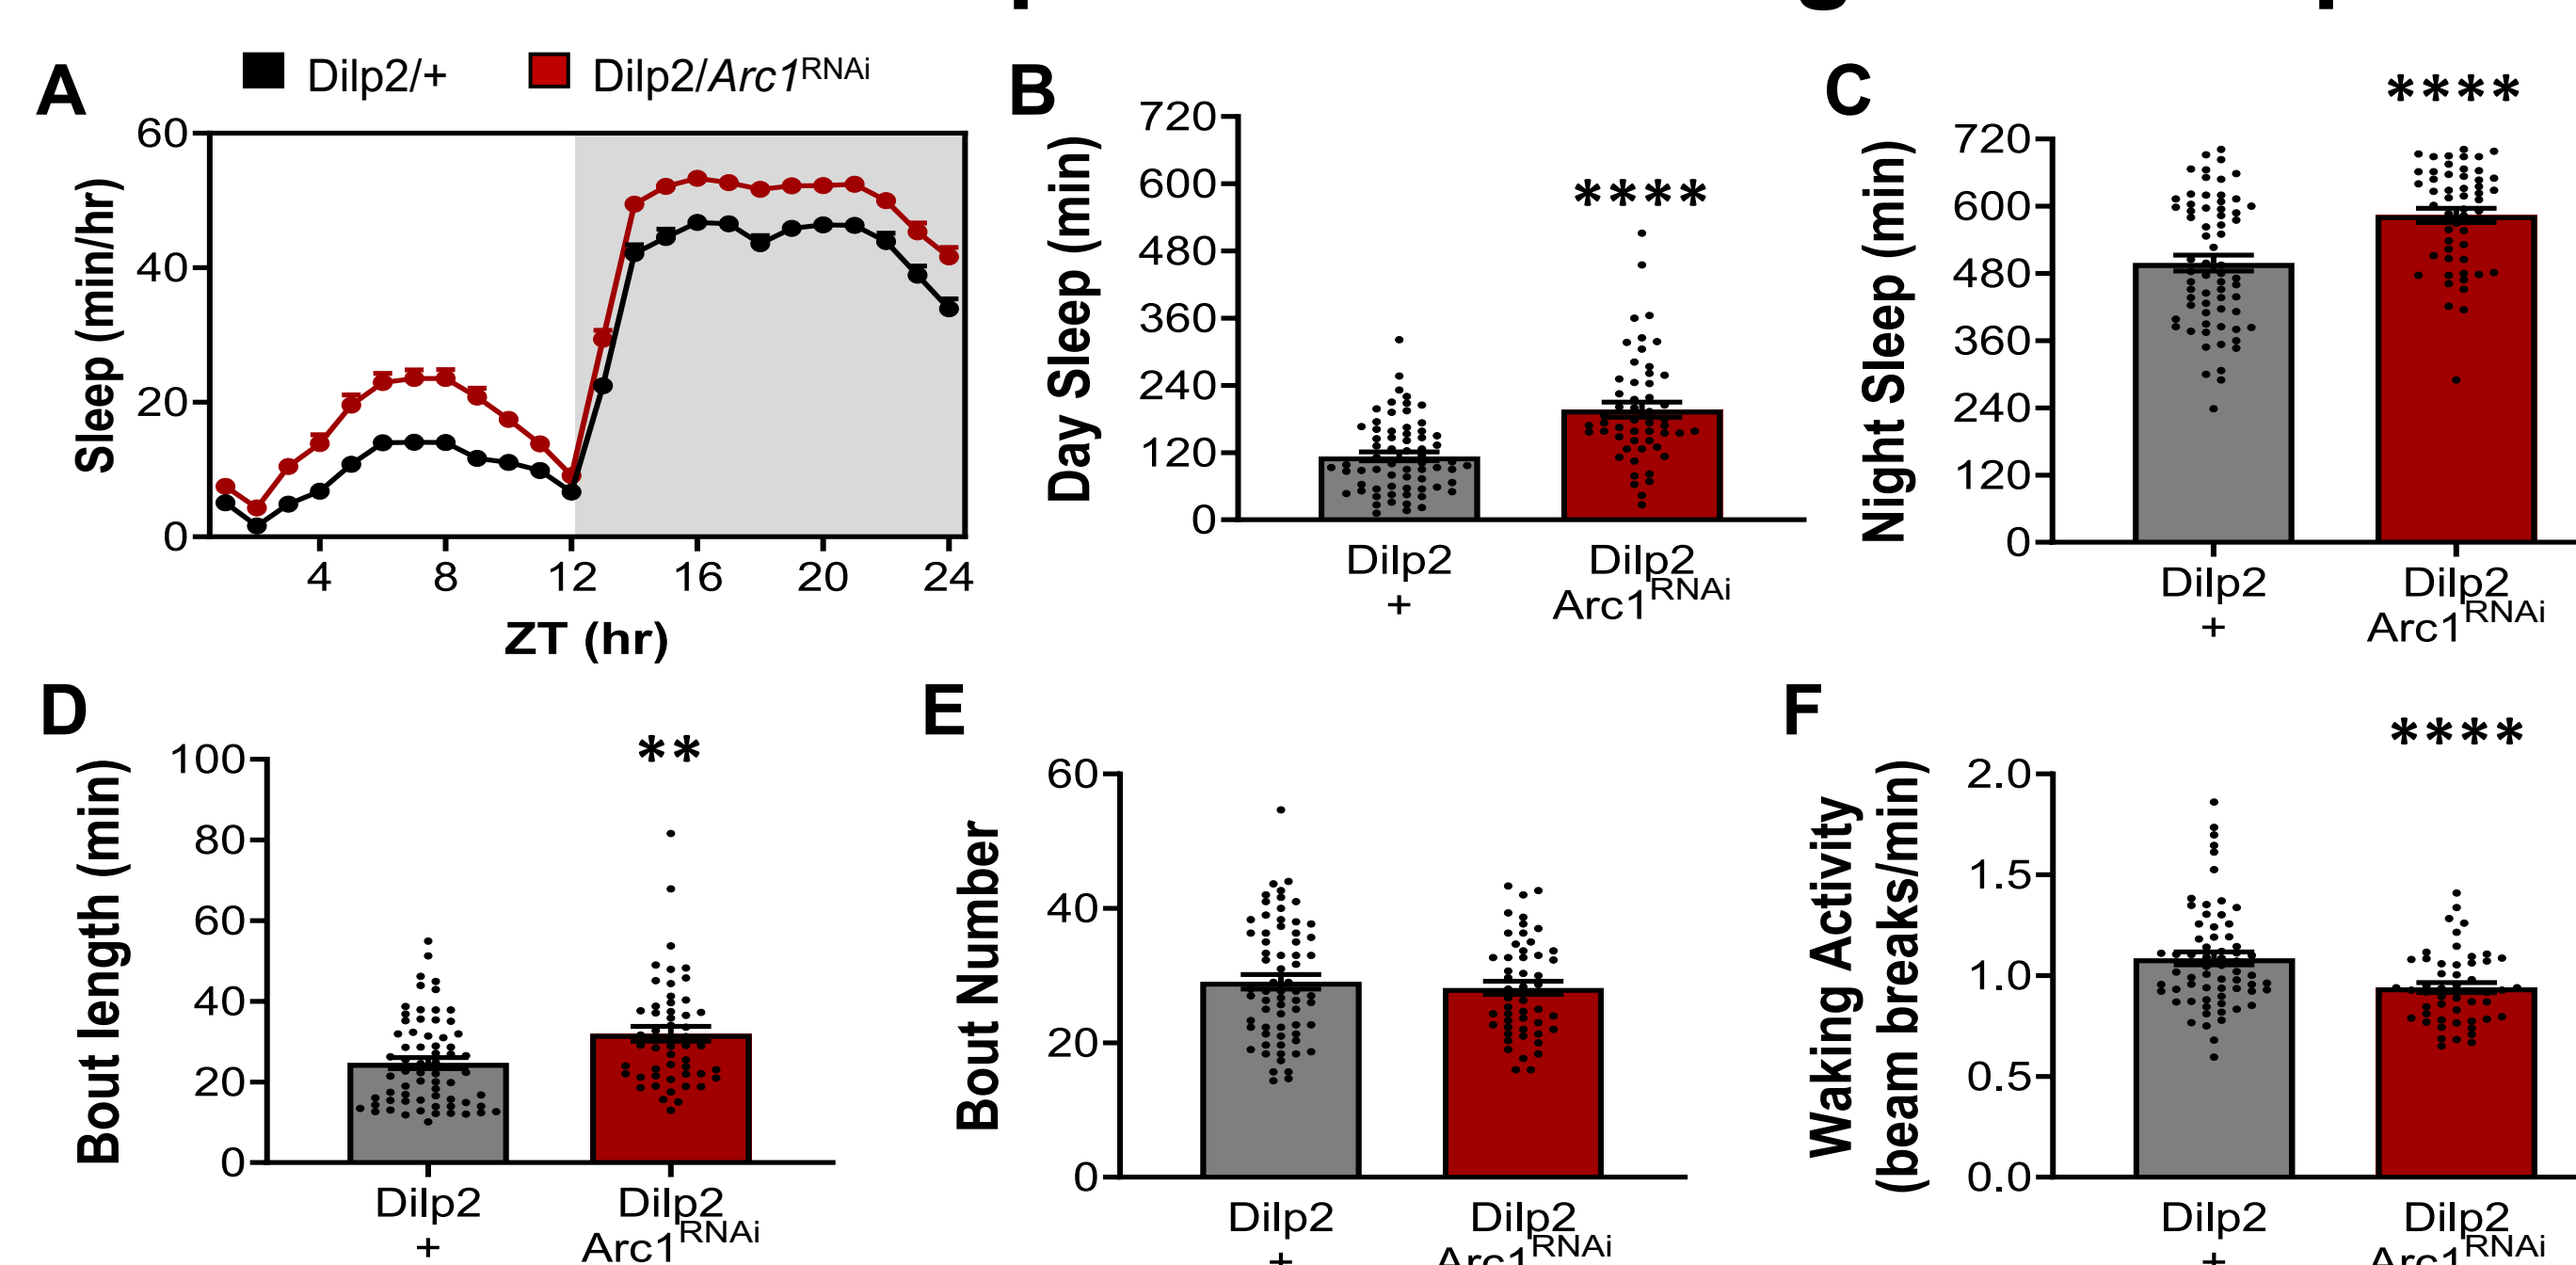 A
Dilp2/+
Dilp2/Arc1RNAi
60
40
20
0
Sleep (min/hr)
4 8 12 16 20 24
ZT (hr)
B
720
600
480
360
240
120
0
Day Sleep (min)
****
Dilp2
+
Dilp2
Arc1RNAi
C
720
600
480
360
240
120
0
Night Sleep (min)
****
Dilp2
+
Dilp2
Arc1RNAi
D
100
80
60
40
20
0
Bout length (min)
**
Dilp2
+
Dilp2
Arc1RNAi
E
60
40
20
0
Bout Number
Dilp2
+
Dilp2
Arc1RNAi
F
2.0
1.5
1.0
0.5
0.0
Waking Activity
(beam breaks/min)
****
Dilp2
+
Dilp2
Arc1RNAi